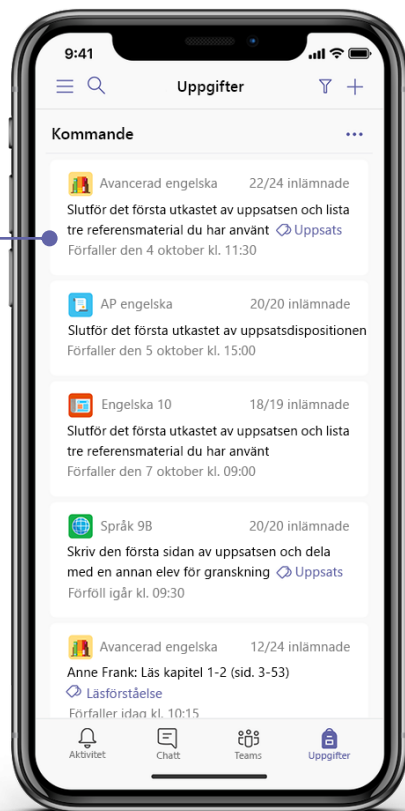 9:41
Uppgifter
Kommande
Avancerad engelska 22/24 inlämnade
Slutför det första utkastet av uppsatsen och lista
tre referensmaterial du har använt Uppsats
Förfaller den 4 oktober kl. 11:30
AP engelska 20/20 inlämnade
Slutför det första utkastet av uppsatsdispositionen
Förfaller den 5 oktober kl. 15:00
Engelska 10 18/19 inlämnade
Slutför det första utkastet av uppsatsen och lista
tre referensmaterial du har använt
Förfaller den 7 oktober kl. 09:00
Språk 9B 20/20 inlämnade
Skriv den första sidan av uppsatsen och dela
med en annan elev för granskning Uppsats
Förföll igår kl. 09:30
Avancerad engelska 12/24 inlämnade
Anne Frank: Läs kapitel 1-2 (sid. 3-53)
Läsförståelse
Förfaller idag kl. 10:15
Aktivitet Chatt Teams Uppgifter